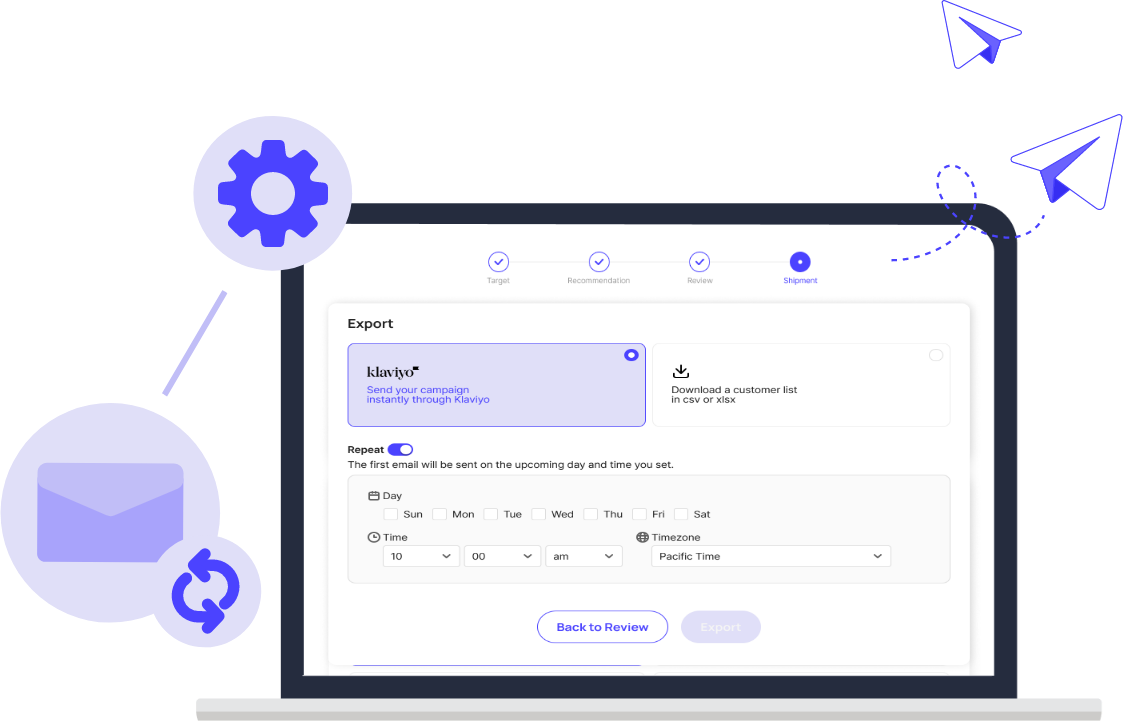 Target Recommendation Review Shipment
Export
klaviyo
Send your campaign
instantly through Klaviyo
Download a customer list
in csv or xlsx
Repeat
The first email will be sent on the upcoming day and time you set.
Day
Sun Mon Tue Wed Thu Fri Sat
Time Timezone
10 00 am Pacific Time
Back to Review Export